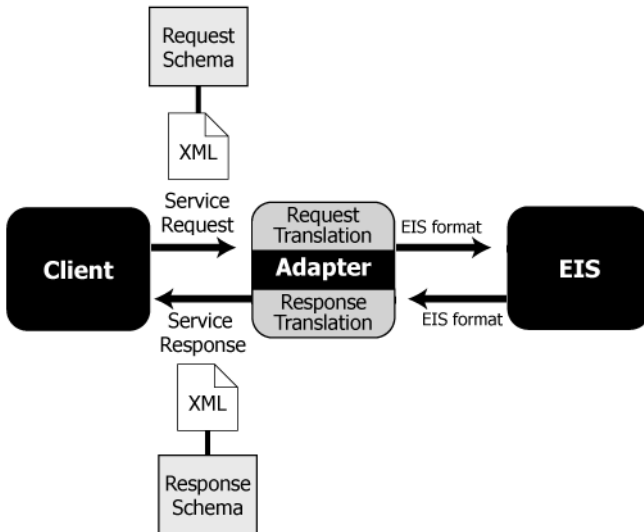 Request
Schema
XML
Service
Request
Request
Translation
EIS format
Client
Adapter
EIS
Service
Response
Response
Translation
EIS format
XML
Response
Schema